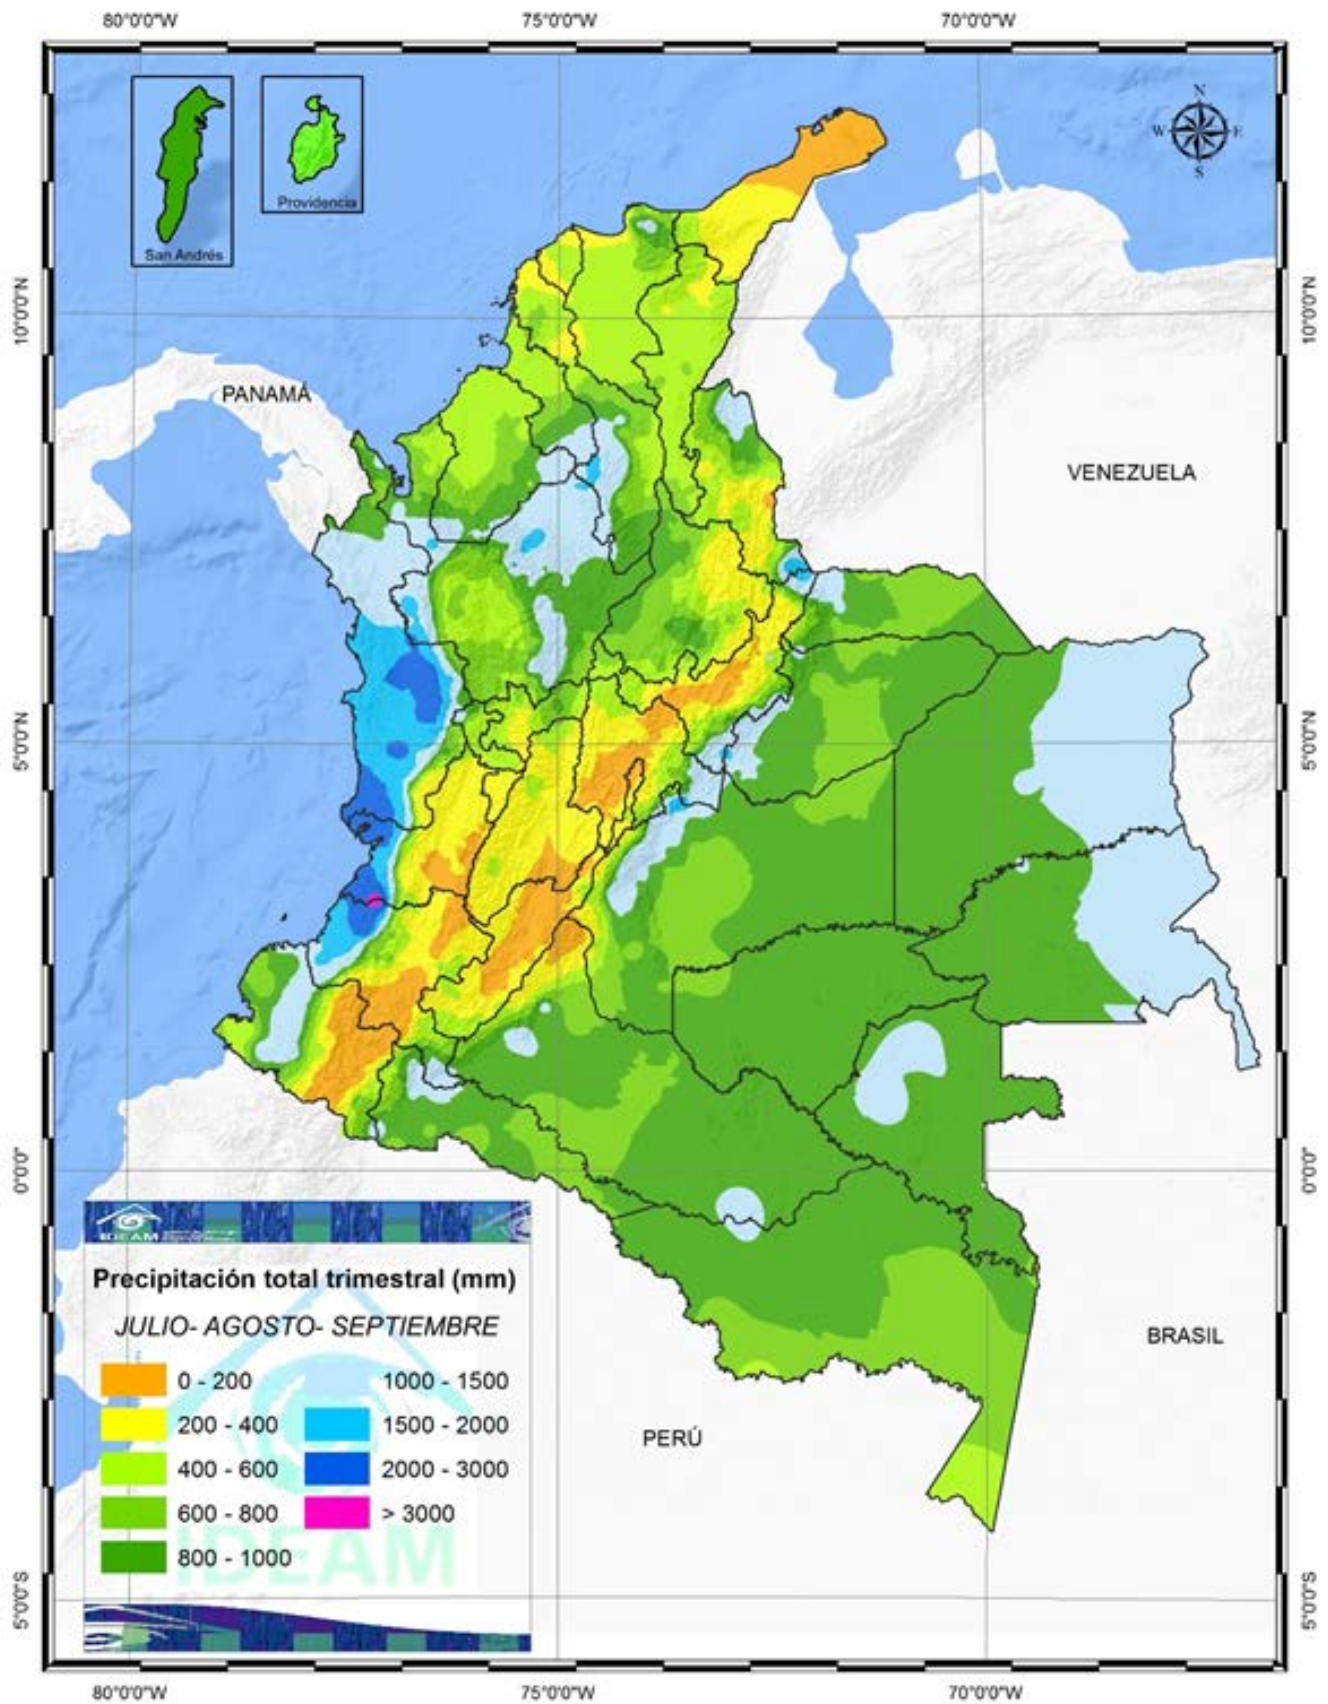 80°0'0"W 75°0'0"W 70°0'0"W
N
W E
S
San Andrés
Providencia
10°0'0"N 10°0'0"N
PANAMÁ
VENEZUELA
5°0'0"N 5°0'0"N
0°0'0" 0°0'0"
IDEAM
Precipitación total trimestral (mm)
JULIO- AGOSTO- SEPTIEMBRE
0 - 200 1000 - 1500
200 - 400 1500 - 2000
400 - 600 2000 - 3000
600 - 800 > 3000
800 - 1000
IDEAM
BRASIL
PERÚ
5°0'0"S 5°0'0"S
80°0'0"W 75°0'0"W 70°0'0"W